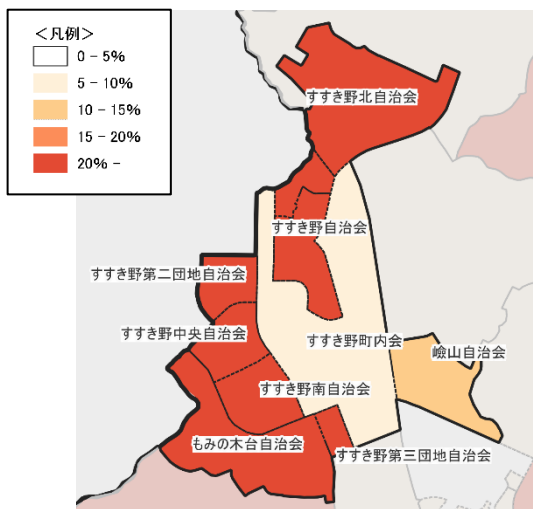 ＜凡例＞
0 - 5%
5 - 10%
10 - 15%
15 - 20%
20% -
すすき野北自治会
すすき野自治会
すすき野第二団地自治会
すすき野中央自治会
すすき野町内会
嶮山自治会
すすき野南自治会
もみの木台自治会
すすき野第三団地自治会